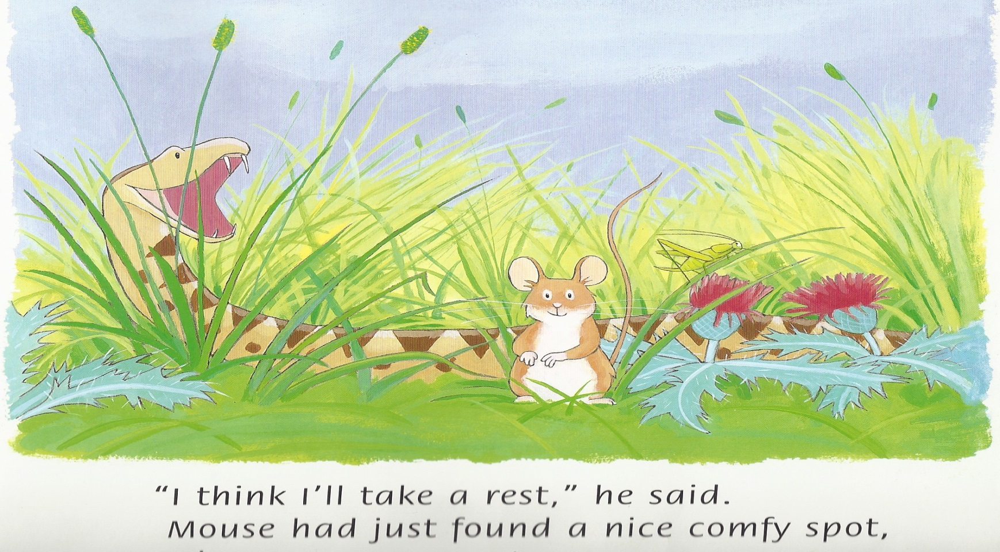 “I think I’ll take a rest,” he said.
Mouse had just found a nice comfy spot,